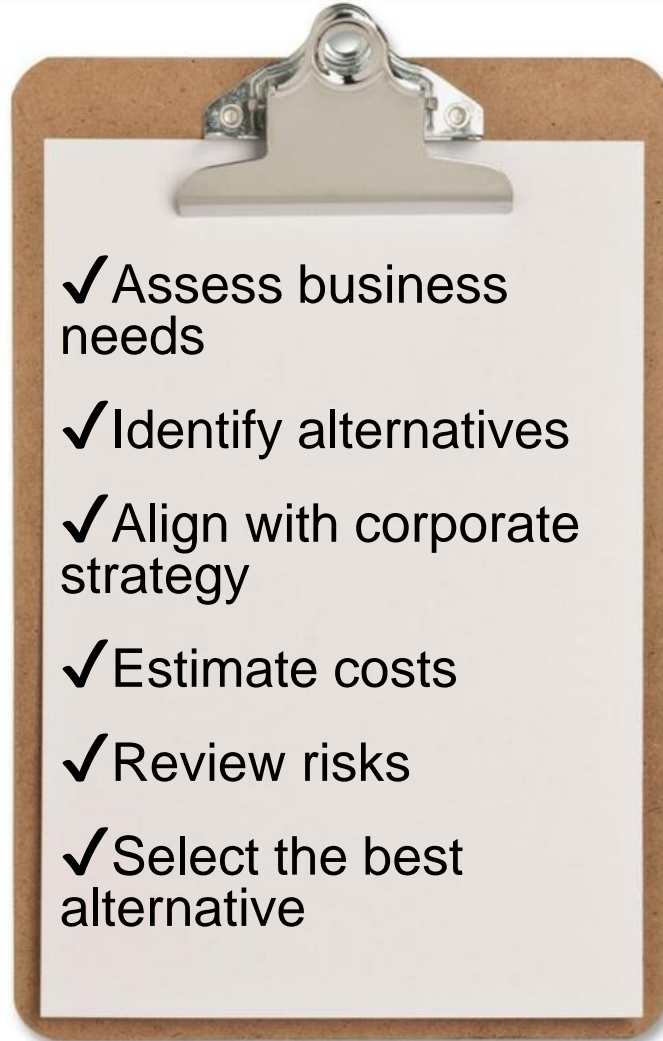 ✓Assess business
needs
✓Identify alternatives
✓Align with corporate
strategy
✓Estimate costs
✓Review risks
✓Select the best
alternative